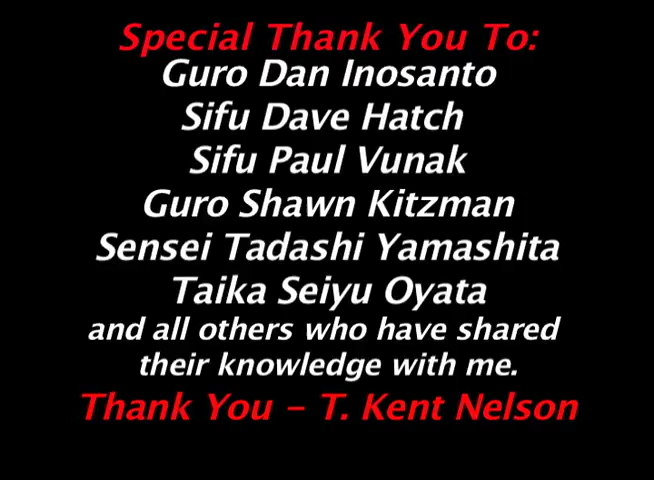 Special Thank You To:
Guro Dan Inosanto
Sifu Dave Hatch
Sifu Paul Vunak
Guro Shawn Kitzman
Sensei Tadashi Yamashita
Taika Seiyu Oyata
and all others who have shared
their knowledge with me.
Thank You - T. Kent Nelson